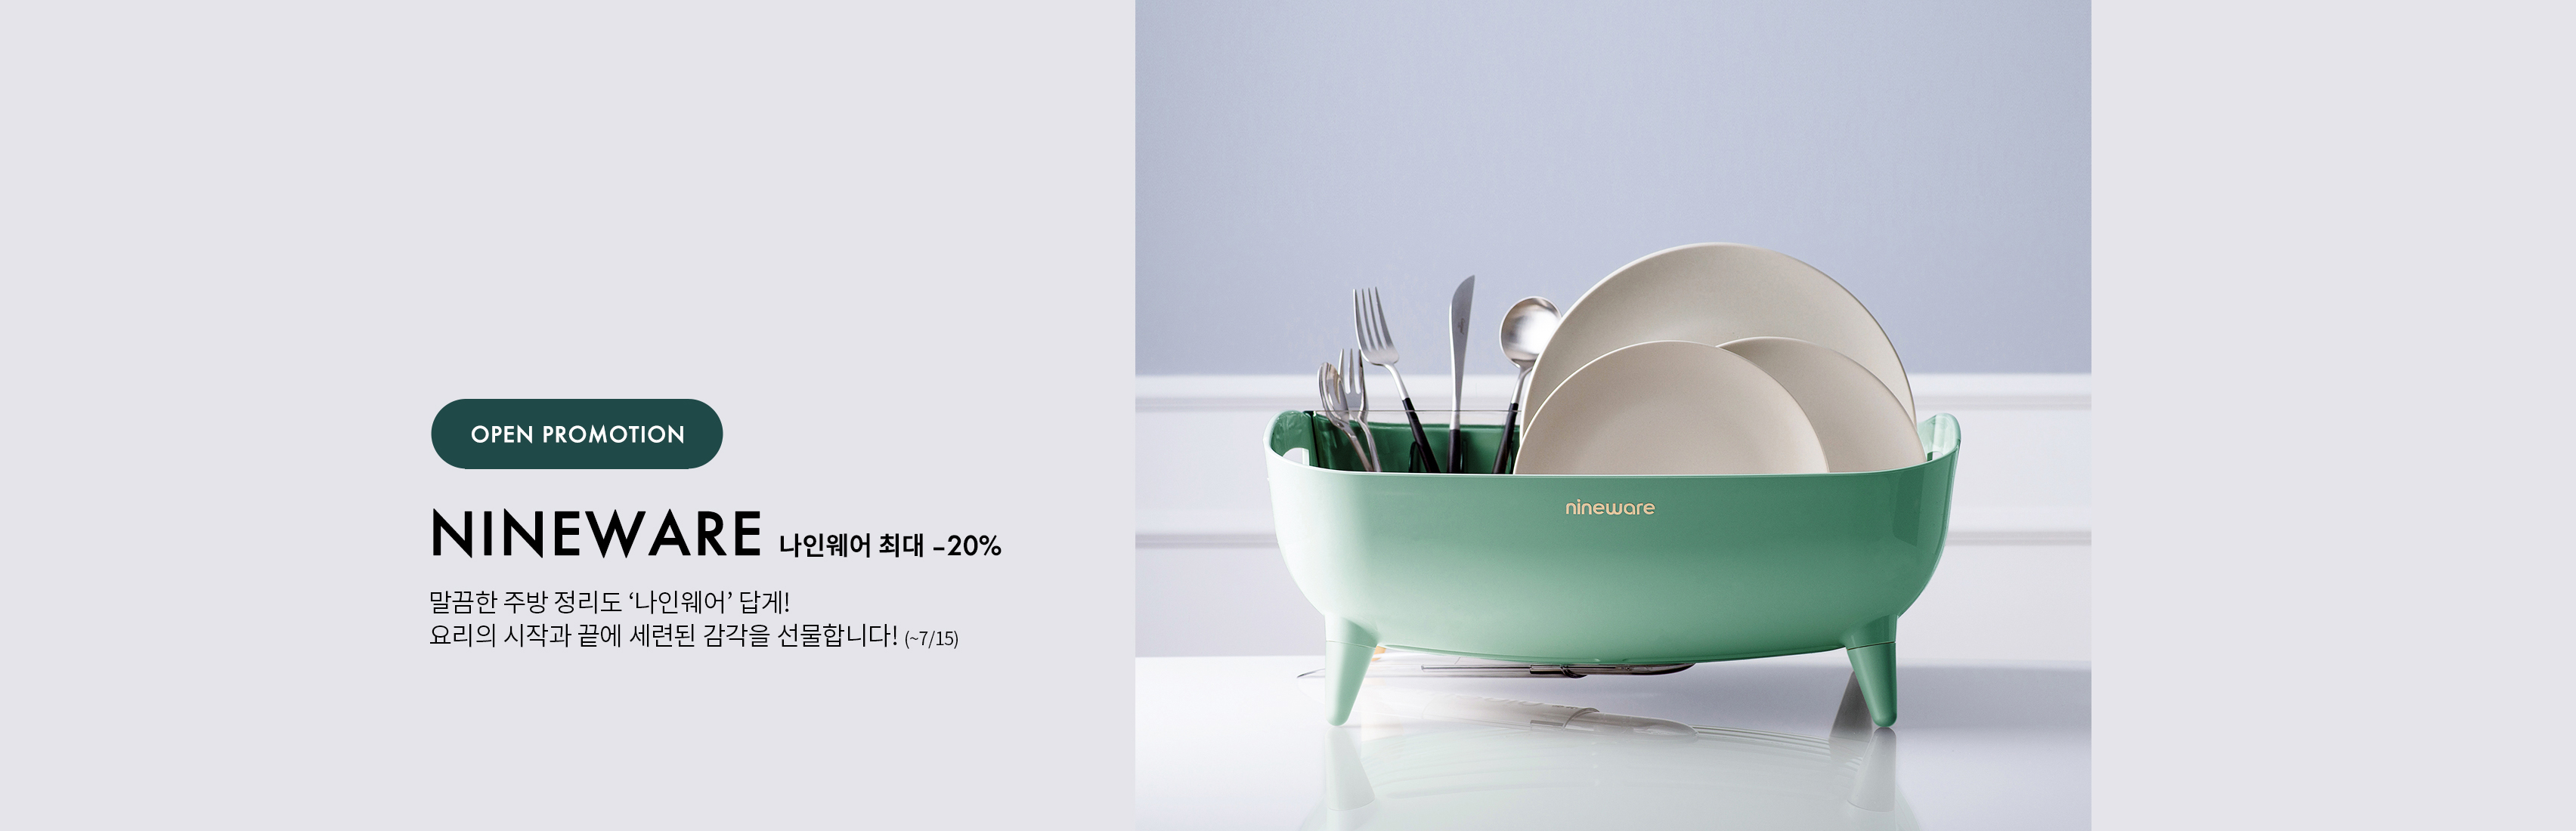 OPEN PROMOTION
NINEWARE 나인웨어 최대 -20%
말끔한 주방 정리도 ‘나인웨어’ 답게!
요리의 시작과 끝에 세련된 감각을 선물합니다! (~7/15)
nineware